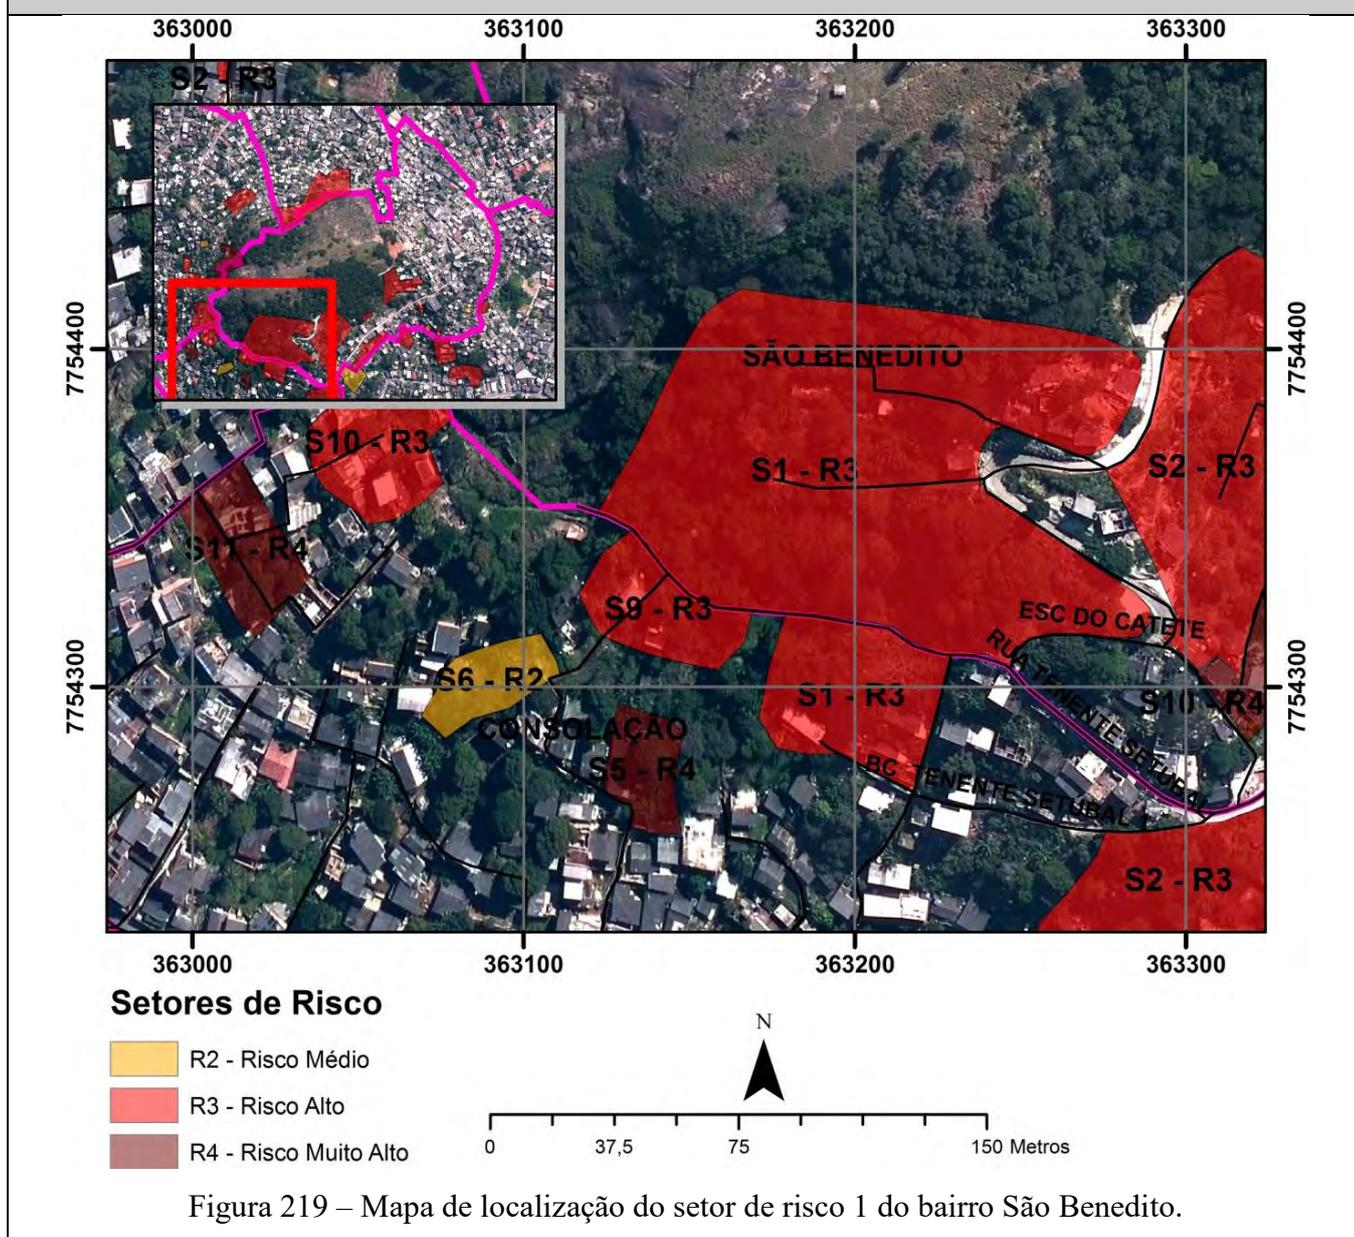 363000 363100 363200 363300
S2 - R3
7754400
7754400
SÃO BENEDITO
S10 - R3
S1 - R3
S2 - R3
S11 - R4
S9 - R3
ESC DO CATETE
RUA TENENTE SETUBAL
S6 - R2
S1 - R3
S10 - R4
7754300
7754300
CONSOLAÇÃO
S5 - R4
BC TENENTE SETUBAL 1
S2 - R3
363000 363100 363200 363300
Setores de Risco
R2 - Risco Médio
R3 - Risco Alto
R4 - Risco Muito Alto
N
0 37,5 75 150 Metros
Figura 219 – Mapa de localização do setor de risco 1 do bairro São Benedito.